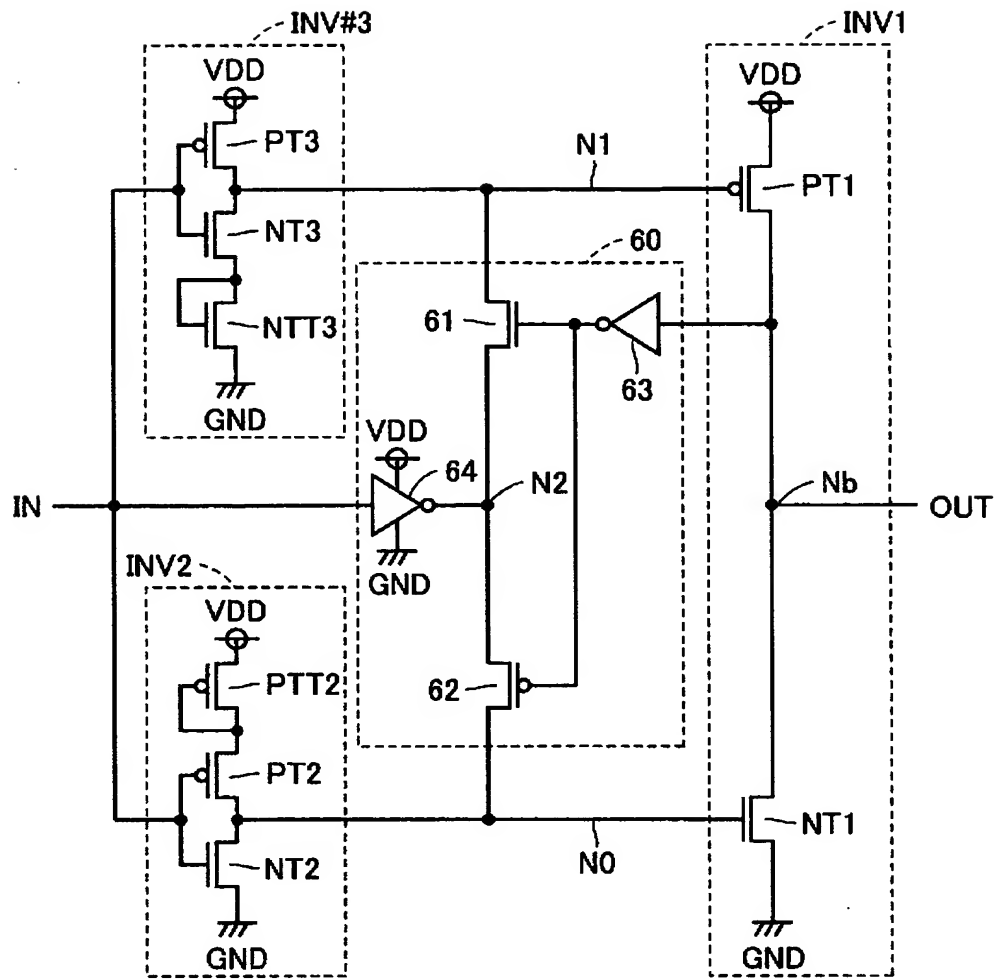 INV#3
INV1
VDD
VDD
PT3
N1
PT1
NT3
60
NTT3
61
63
GND
VDD
64
N2
Nb
IN
OUT
GND
INV2
VDD
PTT2
62
PT2
NT1
N0
NT2
GND
GND